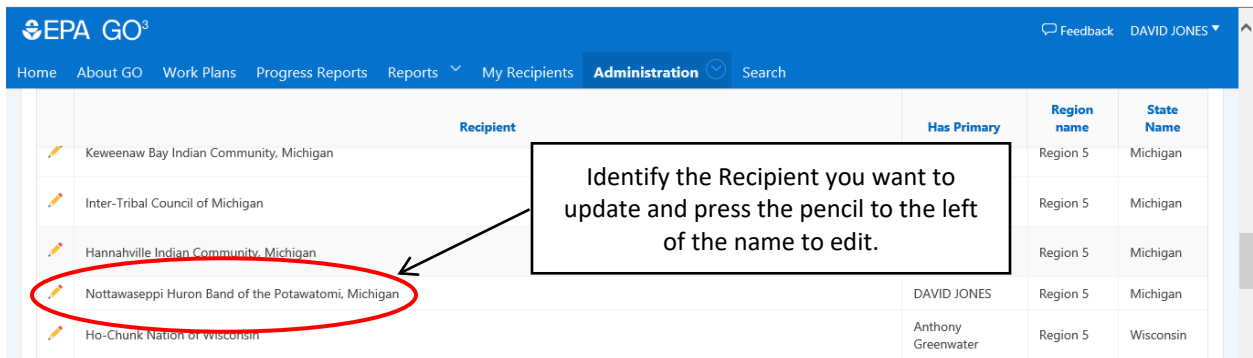 EPA GO³
Feedback DAVID JONES
Home About GO Work Plans Progress Reports Reports My Recipients Administration Search
Recipient Has Primary Region name State Name
Keweenaw Bay Indian Community, Michigan Region 5 Michigan
Inter-Tribal Council of Michigan Region 5 Michigan
Hannahville Indian Community, Michigan Region 5 Michigan
Nottawaseppi Huron Band of the Potawatomi, Michigan DAVID JONES Region 5 Michigan
Ho-Chunk Nation of Wisconsin Anthony Greenwater Region 5 Wisconsin
Identify the Recipient you want to
update and press the pencil to the left
of the name to edit.